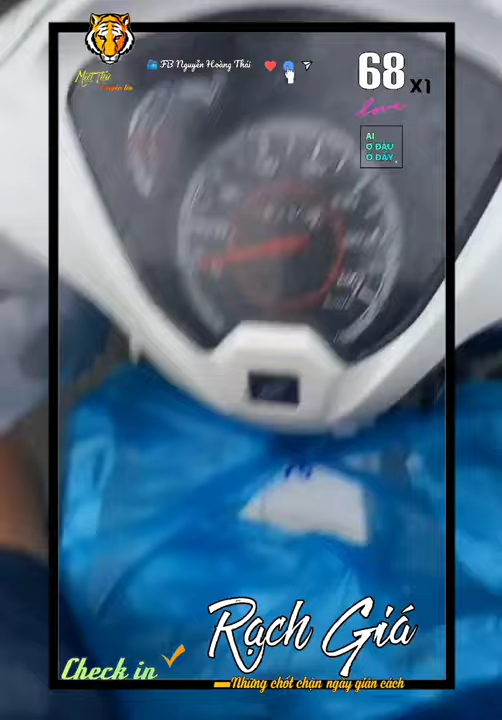 FB Nguyễn Hoàng Thái
68 X1
love
AI
Ở ĐÂU
Ở ĐẤY
Rạch Giá
Check in
Những chốt chặn ngày giãn cách